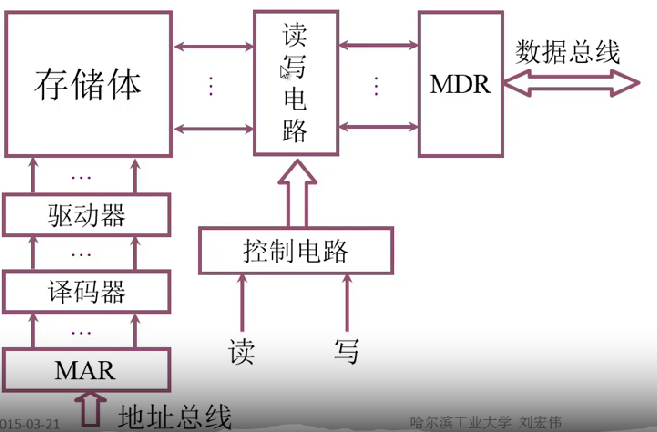 存储体
读写电路
MDR
数据总线
驱动器
控制电路
译码器
读
写
MAR
地址总线
015-03-21
哈尔滨工业大学 刘宏伟